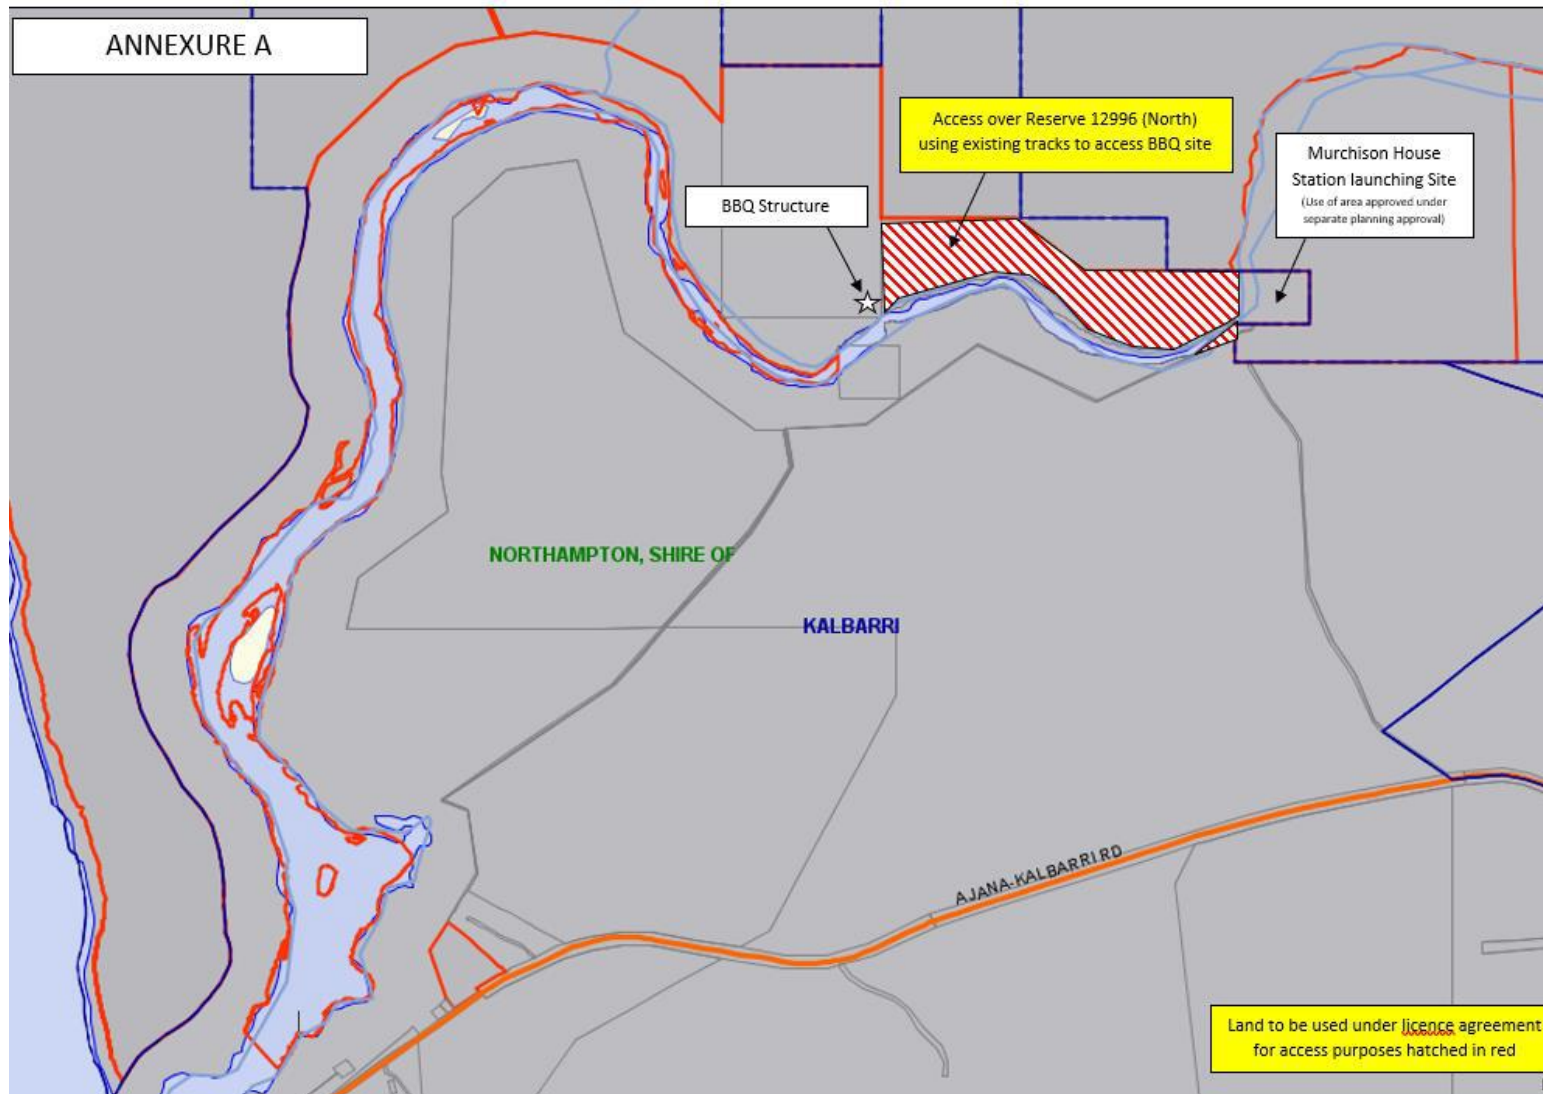 ANNEXURE A
Access over Reserve 12996 (North)
using existing tracks to access BBQ site
Murchison House
Station launching Site
(Use of area approved under
separate planning approval)
BBQ Structure
NORTHAMPTON, SHIRE OF
KALBARRI
AJANA-KALBARRI RD
Land to be used under licence agreement
for access purposes hatched in red